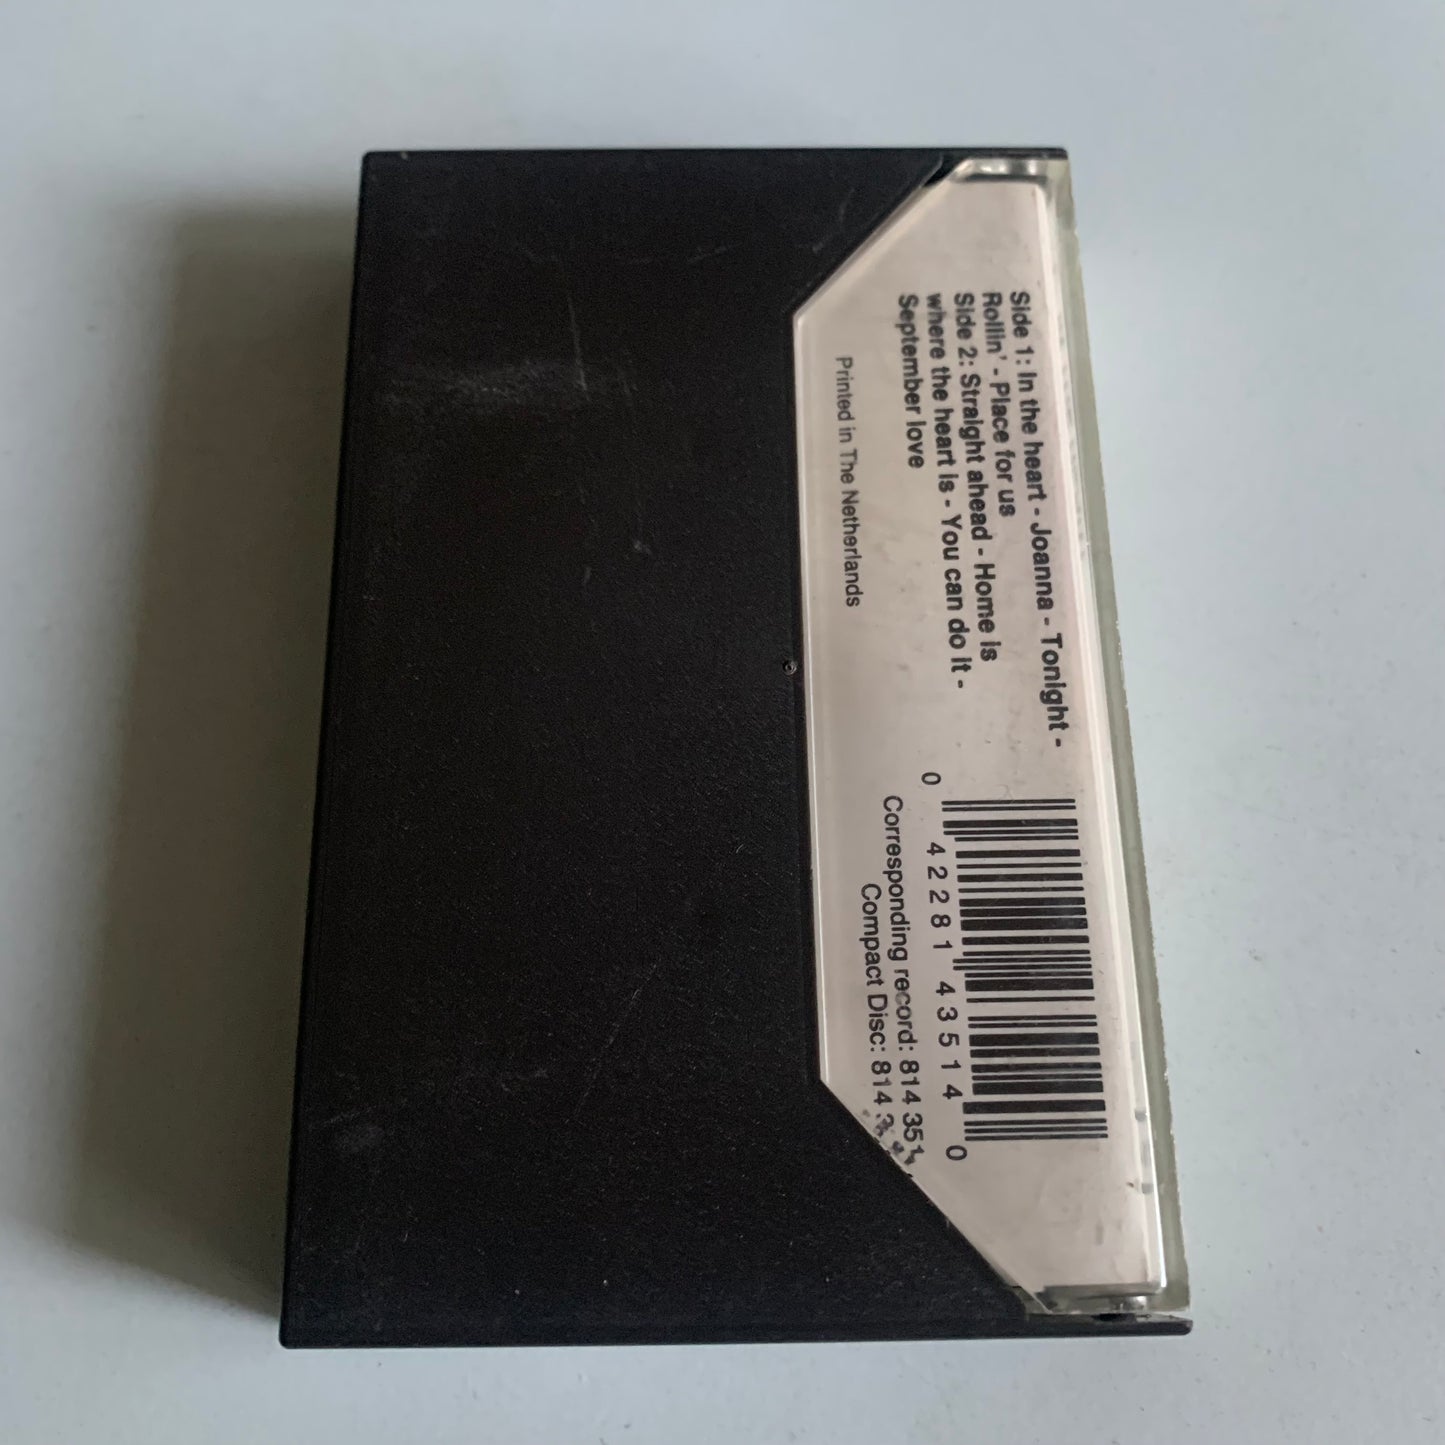 Side 1: In the heart - Joanna - Tonight -
Rollin' - Place for us
Side 2: Straight ahead - Home is
where the heart is - You can do it -
September love
Printed in The Netherlands
0 42281 43514 0
Corresponding record: 814 351
Compact Disc: 814